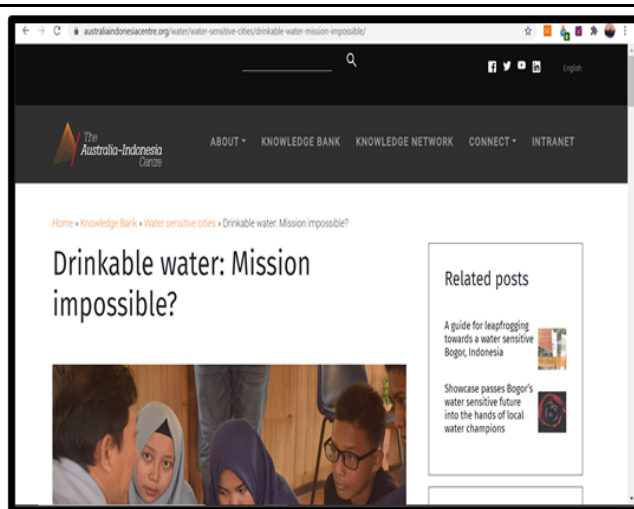 australiaindonesiacentre.org/water/water-sensitive-cities/drinkable-water-mission-impossible/
English
The
Australia-Indonesia
Centre
ABOUT KNOWLEDGE BANK KNOWLEDGE NETWORK CONNECT INTRANET
Home » Knowledge Bank » Water sensitive cities » Drinkable water: Mission impossible?
Drinkable water: Mission
impossible?
Related posts
A guide for leapfrogging
towards a water sensitive
Bogor, Indonesia
Showcase passes Bogor's
water sensitive future
into the hands of local
water champions